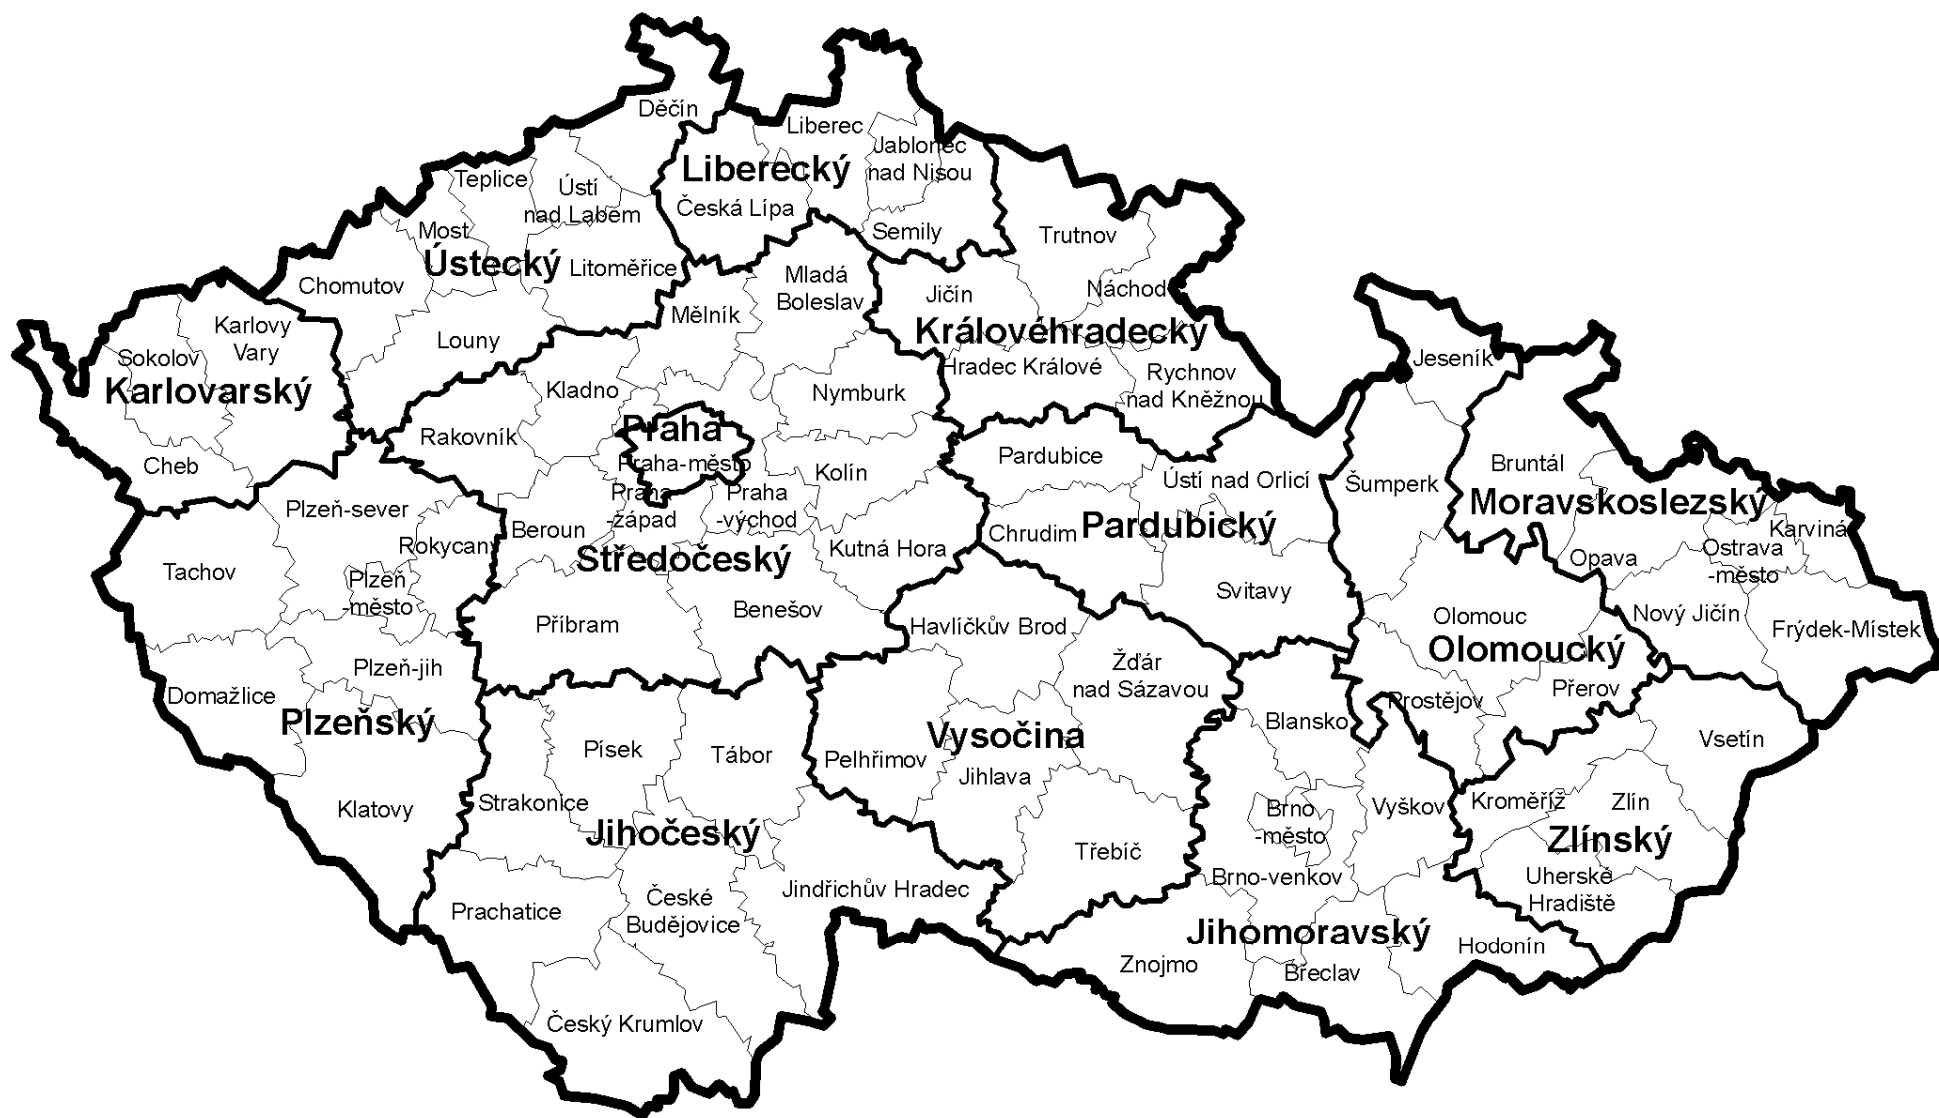 Děčín
Liberec
Jablonec
nad Nisou
Liberecký
Česká Lípa
Semily
Teplice
Ústí
nad Labem
Most
Ústecký
Litoměřice
Chomutov
Louny
Trutnov
Náchod
Jičín
Královéhradecký
Hradec Králové
Rychnov
nad Kněžnou
Karlovy
Vary
Sokolov
Karlovarský
Cheb
Mladá
Boleslav
Mělník
Kladno
Nymburk
Rakovník
Praha
Praha-město
Kolín
Praha
-západ
Praha
-východ
Beroun
Středočeský
Kutná Hora
Příbram
Benešov
Jeseník
Bruntál
Moravskoslezský
Karviná
Opava
Ostrava
-město
Nový Jičín
Frýdek-Místek
Pardubice
Ústí nad Orlicí
Chrudim
Pardubický
Svitavy
Šumperk
Olomouc
Olomoucký
Prostějov
Přerov
Plzeň-sever
Rokycany
Tachov
Plzeň
-město
Plzeň-jih
Domažlice
Plzeňský
Klatovy
Havlíčkův Brod
Žďár
nad Sázavou
Vysočina
Pelhřimov
Jihlava
Třebíč
Písek
Tábor
Strakonice
Jihočeský
Jindřichův Hradec
Prachatice
České
Budějovice
Český Krumlov
Blansko
Brno
-město
Vyškov
Brno-venkov
Jihomoravský
Hodonín
Znojmo
Břeclav
Vsetín
Kroměříž
Zlín
Zlínský
Uherské
Hradiště